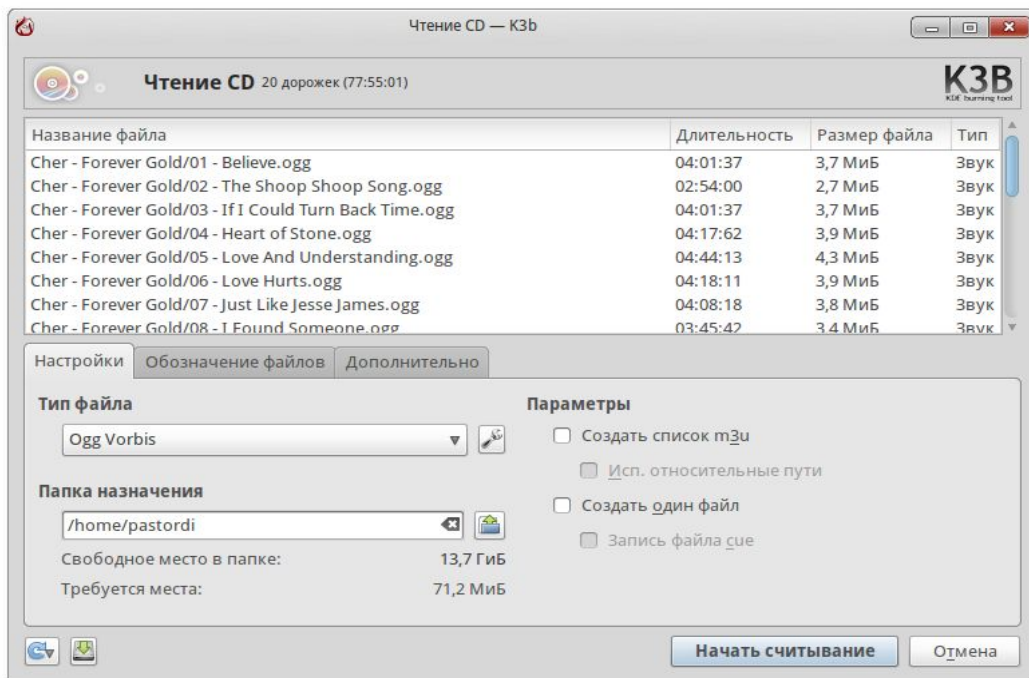 Чтение CD — K3b
Чтение CD 20 дорожек (77:55:01)
K3B
KDE burning tool
Название файла Длительность Размер файла Тип
Cher - Forever Gold/01 - Believe.ogg 04:01:37 3,7 МиБ Звук
Cher - Forever Gold/02 - The Shoop Shoop Song.ogg 02:54:00 2,7 МиБ Звук
Cher - Forever Gold/03 - If I Could Turn Back Time.ogg 04:01:37 3,7 МиБ Звук
Cher - Forever Gold/04 - Heart of Stone.ogg 04:17:62 3,9 МиБ Звук
Cher - Forever Gold/05 - Love And Understanding.ogg 04:44:13 4,3 МиБ Звук
Cher - Forever Gold/06 - Love Hurts.ogg 04:18:11 3,9 МиБ Звук
Cher - Forever Gold/07 - Just Like Jesse James.ogg 04:08:18 3,8 МиБ Звук
Cher - Forever Gold/08 - I Found Someone.ogg 03:45:42 3,4 МиБ Звук
Настройки Обозначение файлов Дополнительно
Тип файла Параметры
Ogg Vorbis Создать список m3u
Исп. относительные пути
Папка назначения Создать один файл
/home/pastordi Запись файла cue
Свободное место в папке: 13,7 ГиБ
Требуется места: 71,2 МиБ
Начать считывание Отмена